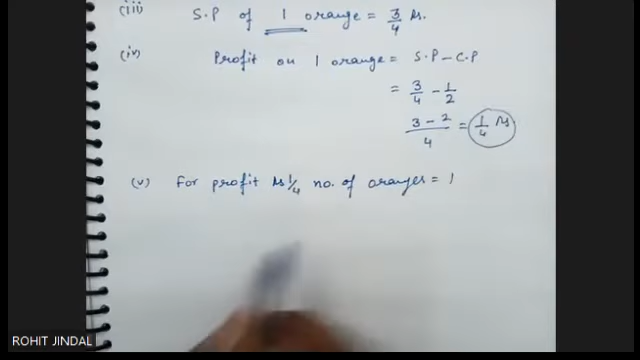 (iii) S.P of 1 orange = 3/4 Rs.
(iv) Profit on 1 orange = S.P - C.P
= 3/4 - 1/2
3 - 2 / 4 = 1/4 Rs
(v) For profit Rs 1/4 no. of oranges = 1
ROHIT JINDAL